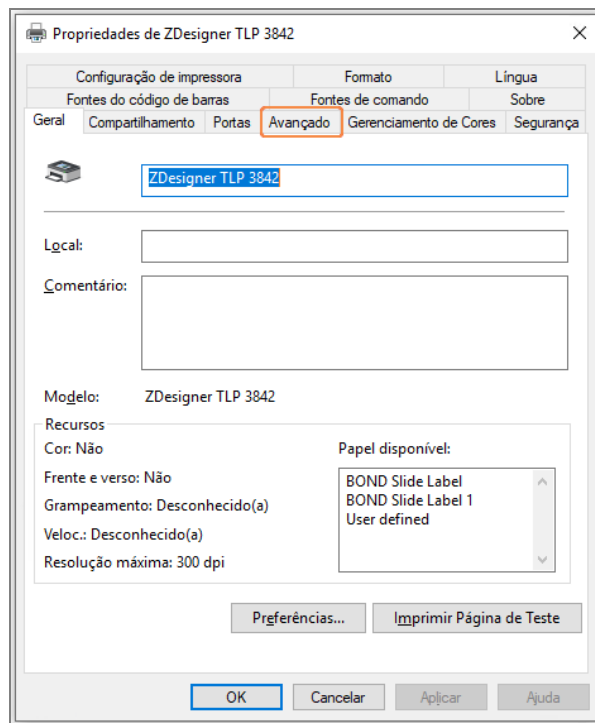 Propriedades de ZDesigner TLP 3842
Configuração de impressora Formato Língua
Fontes do código de barras Fontes de comando Sobre
Geral Compartilhamento Portas Avançado Gerenciamento de Cores Segurança
ZDesigner TLP 3842
Local:
Comentário:
Modelo: ZDesigner TLP 3842
Recursos
Cor: Não
Papel disponível:
Frente e verso: Não
BOND Slide Label
BOND Slide Label 1
Grampeamento: Desconhecido(a)
User defined
Veloc.: Desconhecido(a)
Resolução máxima: 300 dpi
Preferências... Imprimir Página de Teste
OK Cancelar Aplicar Ajuda